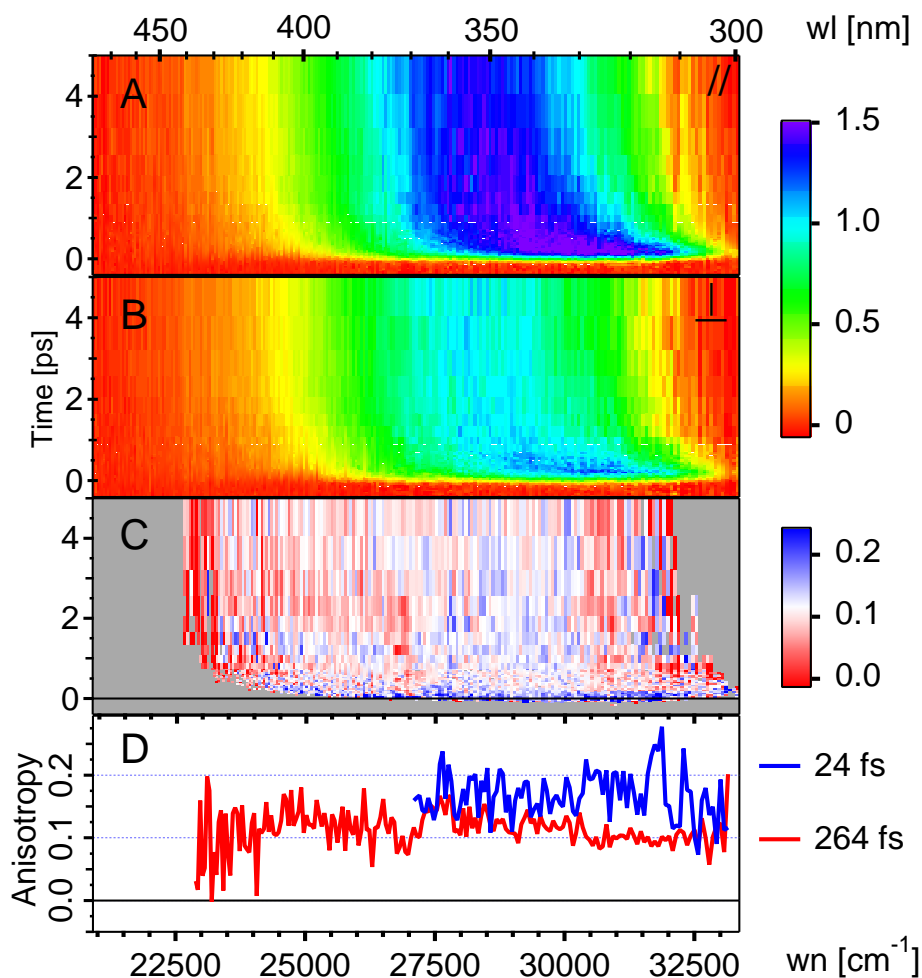 450 400 350 300 wl [nm]
A //
4
2
0
1.5
1.0
0.5
0
B ⊥
4
2
0
Time [ps]
C
4
2
0
0.2
0.1
0.0
D
0.2
0.1
0.0
Anisotropy
24 fs
264 fs
22500 25000 27500 30000 32500 wn [cm⁻¹]